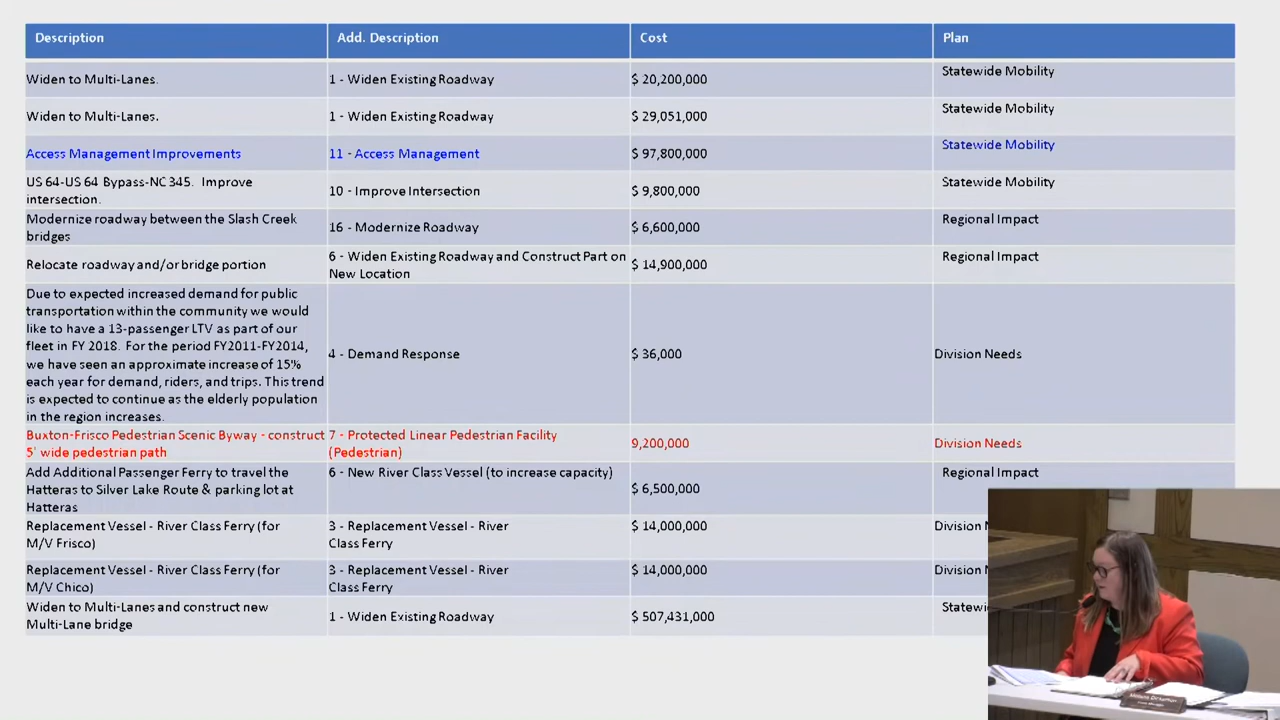 Description Add. Description Cost Plan
Widen to Multi-Lanes. 1 - Widen Existing Roadway $ 20,200,000 Statewide Mobility
Widen to Multi-Lanes. 1 - Widen Existing Roadway $ 29,051,000 Statewide Mobility
Access Management Improvements 11 - Access Management $ 97,800,000 Statewide Mobility
US 64-US 64 Bypass-NC 345. Improve
intersection.
10 - Improve Intersection $ 9,800,000 Statewide Mobility
Modernize roadway between the Slash Creek
bridges
16 - Modernize Roadway $ 6,600,000 Regional Impact
Relocate roadway and/or bridge portion
6 - Widen Existing Roadway and Construct Part on
New Location
$ 14,900,000 Regional Impact
Due to expected increased demand for public
transportation within the community we would
like to have a 13-passenger LTV as part of our
fleet in FY 2018. For the period FY2011-FY2014,
we have seen an approximate increase of 15%
each year for demand, riders, and trips. This trend
is expected to continue as the elderly population
in the region increases.
4 - Demand Response $ 36,000 Division Needs
Buxton-Frisco Pedestrian Scenic Byway - construct
5' wide pedestrian path
7 - Protected Linear Pedestrian Facility
(Pedestrian)
9,200,000 Division Needs
Add Additional Passenger Ferry to travel the
Hatteras to Silver Lake Route & parking lot at
Hatteras
6 - New River Class Vessel (to increase capacity)
$ 6,500,000 Regional Impact
Replacement Vessel - River Class Ferry (for
M/V Frisco)
3 - Replacement Vessel - River
Class Ferry
$ 14,000,000 Division N
Replacement Vessel - River Class Ferry (for
M/V Chico)
3 - Replacement Vessel - River
Class Ferry
$ 14,000,000 Division N
Widen to Multi-Lanes and construct new
Multi-Lane bridge
1 - Widen Existing Roadway $ 507,431,000 Statewi